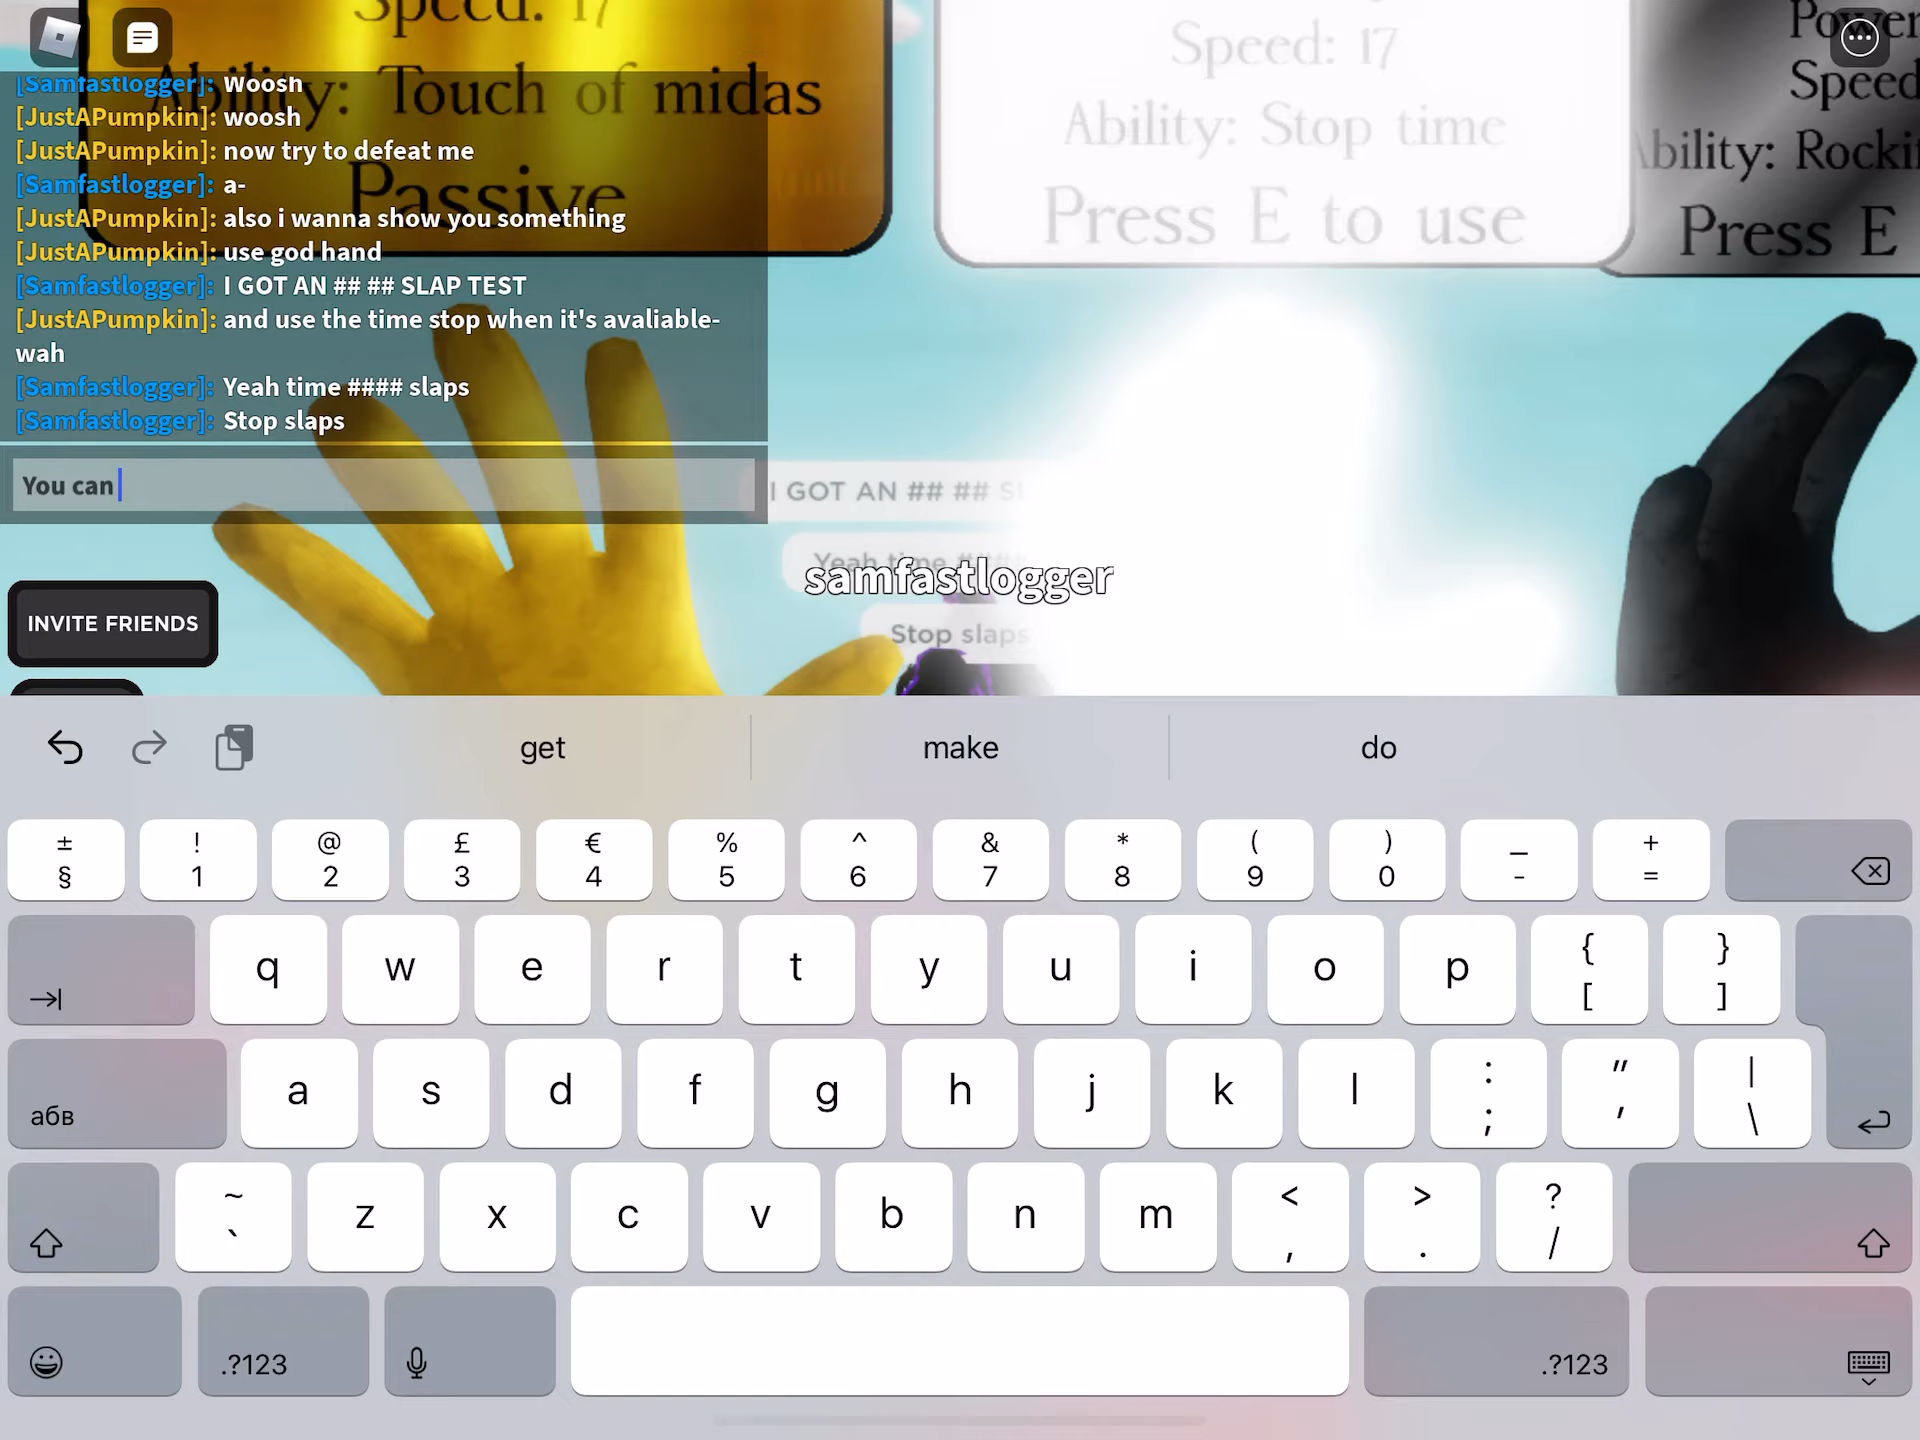 Speed: 17
Ability: Touch of midas
Passive
Speed: 17
Ability: Stop time
Press E to use
Power
Speed
Ability: Rocki
Press E
[Samfastlogger]: Woosh
[JustAPumpkin]: woosh
[JustAPumpkin]: now try to defeat me
[Samfastlogger]: a-
[JustAPumpkin]: also i wanna show you something
[JustAPumpkin]: use god hand
[Samfastlogger]: I GOT AN ## ## SLAP TEST
[JustAPumpkin]: and use the time stop when it's avaliable-
wah
[Samfastlogger]: Yeah time #### slaps
[Samfastlogger]: Stop slaps
You can
I GOT AN ## ##
Yeah time
samfastlogger
Stop slaps
INVITE FRIENDS
get make do
± ! @ £ € % ^ & * ( ) _ +
§ 1 2 3 4 5 6 7 8 9 0 - =
q w e r t y u i o p { }
[ ]
абв a s d f g h j k l : " |
; ' \
~ z x c v b n m < > ?
` , . /
.?123 .?123